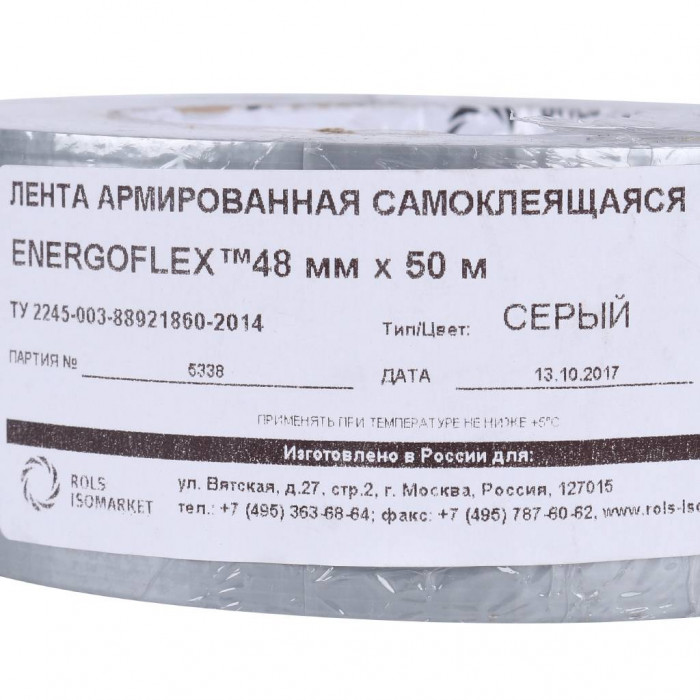 ЛЕНТА АРМИРОВАННАЯ САМОКЛЕЯЩАЯСЯ
ENERGOFLEX™48 мм x 50 м
ТУ 2245-003-88921860-2014
Тип/Цвет: СЕРЫЙ
ПАРТИЯ № 5338 ДАТА 13.10.2017
ПРИМЕНЯТЬ ПРИ ТЕМПЕРАТУРЕ НЕ НИЖЕ +5°C
Изготовлено в России для:
ROLS
ISOMARKET
ул. Вятская, д.27, стр.2, г. Москва, Россия, 127015
тел.: +7 (495) 363-68-64; факс: +7 (495) 787-60-62, www.rols-iso